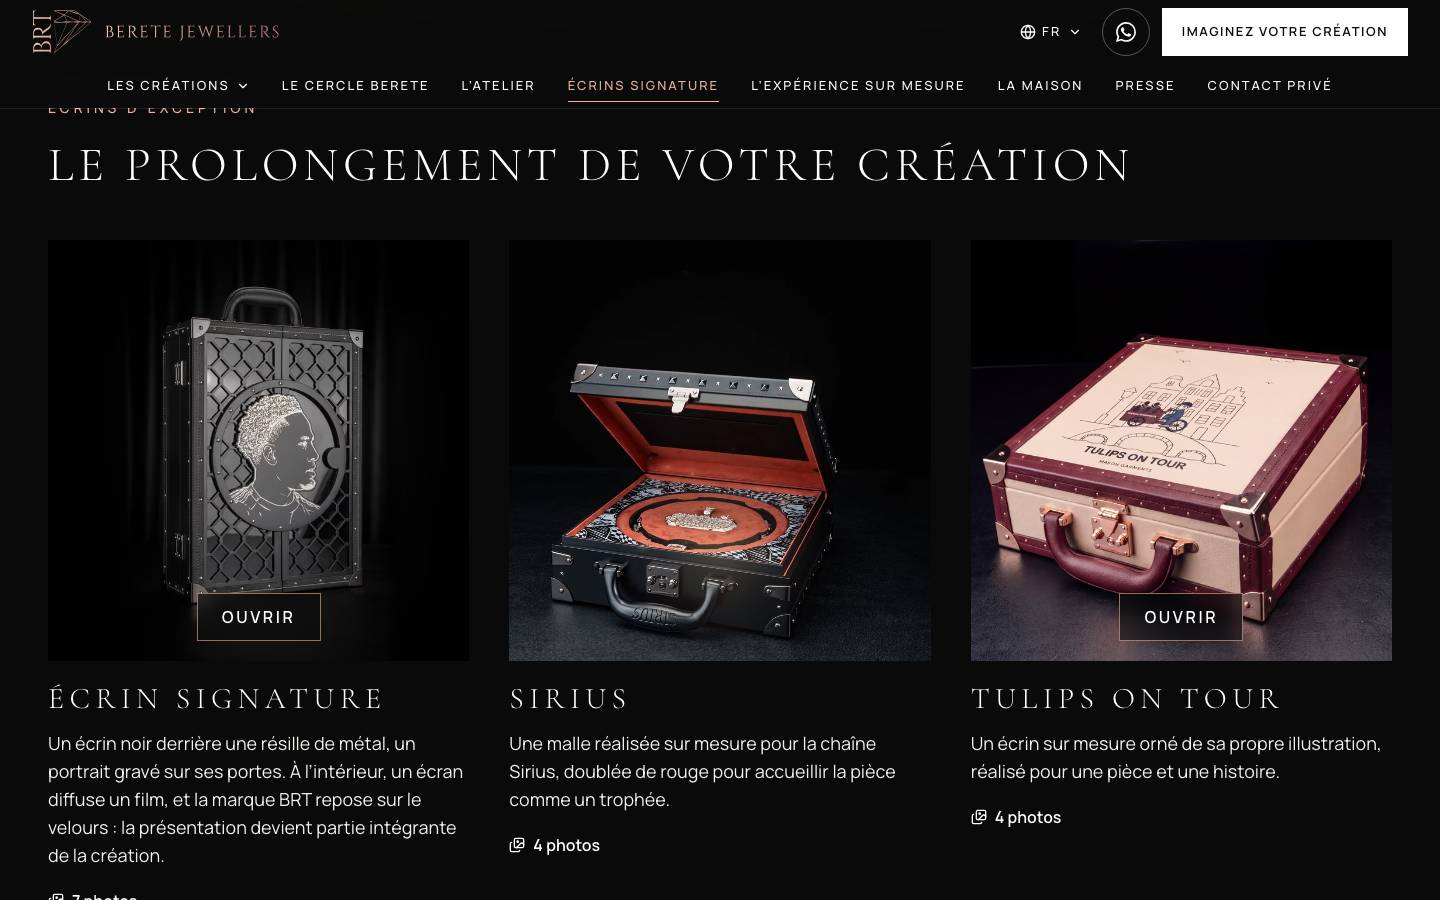 BRT
BERETE JEWELLERS
FR
IMAGINEZ VOTRE CRÉATION
LES CRÉATIONS
LE CERCLE BERETE
L'ATELIER
ÉCRINS SIGNATURE
L'EXPÉRIENCE SUR MESURE
LA MAISON
PRESSE
CONTACT PRIVÉ
ÉCRINS D'EXCEPTION
LE PROLONGEMENT DE VOTRE CRÉATION
OUVRIR
ÉCRIN SIGNATURE
Un écrin noir derrière une résille de métal, un
portrait gravé sur ses portes. À l'intérieur, un écran
diffuse un film, et la marque BRT repose sur le
velours : la présentation devient partie intégrante
de la création.
7 photos
SIRIUS
SIRIUS
Une malle réalisée sur mesure pour la chaîne
Sirius, doublée de rouge pour accueillir la pièce
comme un trophée.
4 photos
TULIPS ON TOUR
OUVRIR
TULIPS ON TOUR
Un écrin sur mesure orné de sa propre illustration,
réalisé pour une pièce et une histoire.
4 photos